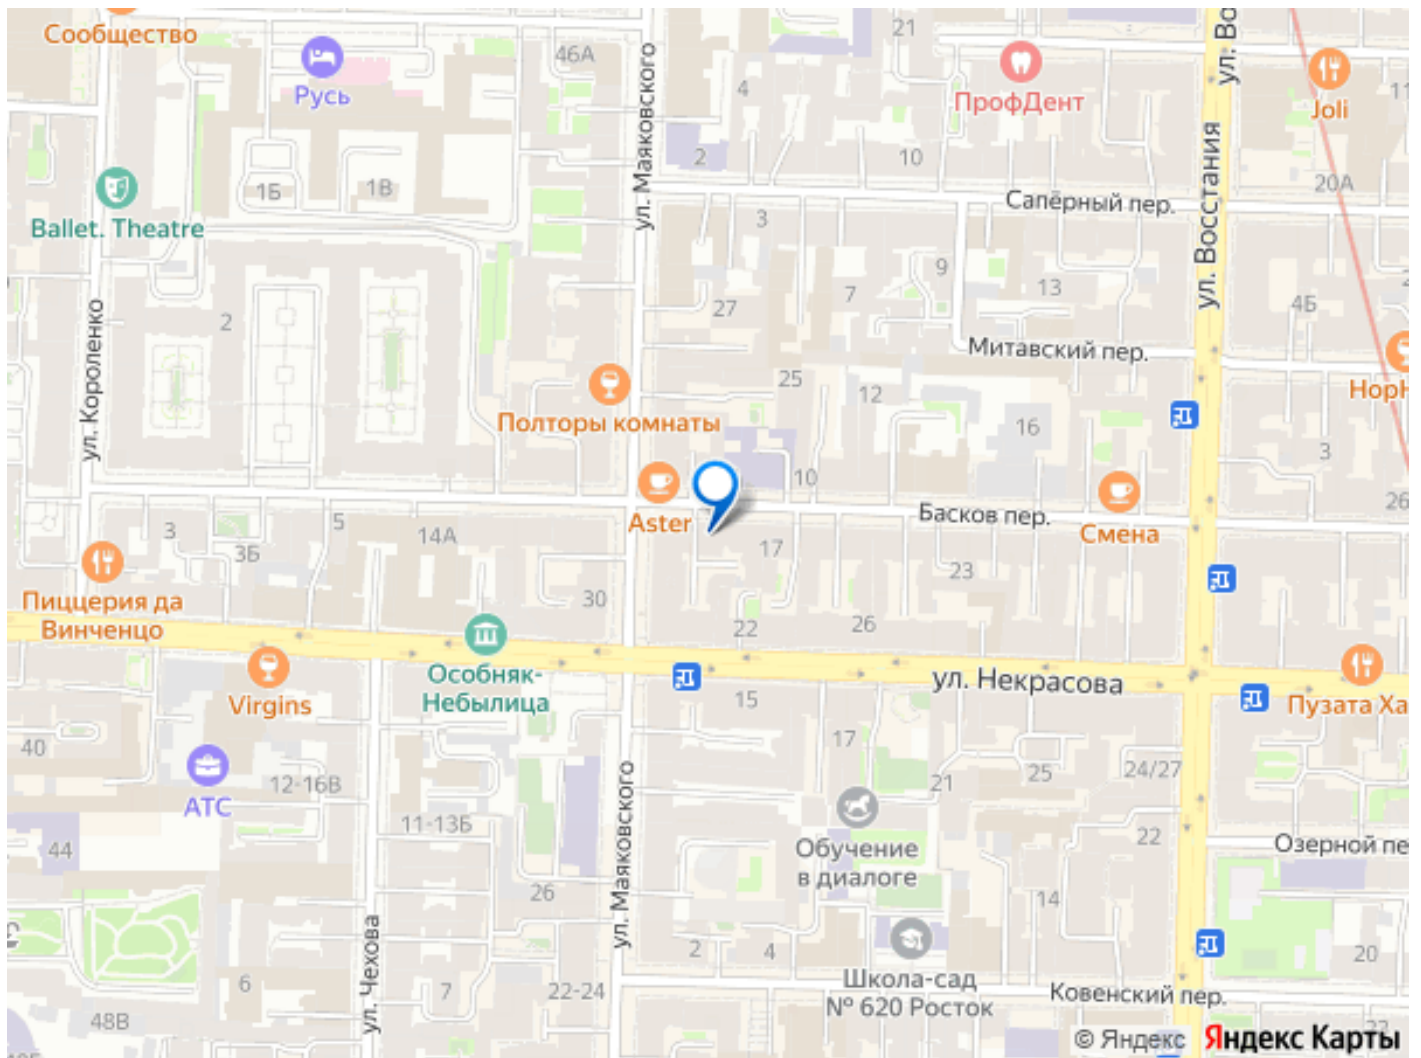 Сообщество
Русь
46А
21
ПрофДент
Joli
11
4
2
10
1Б
1В
Ballet. Theatre
ул. Маяковского
Сапёрный пер.
20А
ул. Восстания
ул. Во
3
9
7
13
27
4Б
2
2
ул. Короленко
Митавский пер.
25
12
Полторы комнаты
16
HopH
3
10
Aster
Басков пер.
Смена
26
3
3Б
5
14А
17
23
Пиццерия да
Винченцо
30
22
26
Особняк-
Небылица
ул. Некрасова
Virgins
15
Пузата Ха
40
АТС
12-16В
17
21
25
24/27
11-13Б
ул. Маяковского
Обучение
в диалоге
22
Озерной пе
44
26
14
ул. Чехова
2
4
20
6
7
22-24
Школа-сад
№ 620 Росток
Ковенский пер.
48В
22
© Яндекс Яндекс Карты